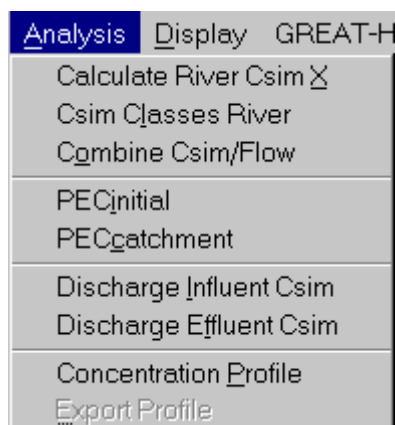 Analysis Display GREAT-H
Calculate River Csim X
Csim Classes River
Combine Csim/Flow
PECinitial
PECcatchment
Discharge Influent Csim
Discharge Effluent Csim
Concentration Profile
Export Profile